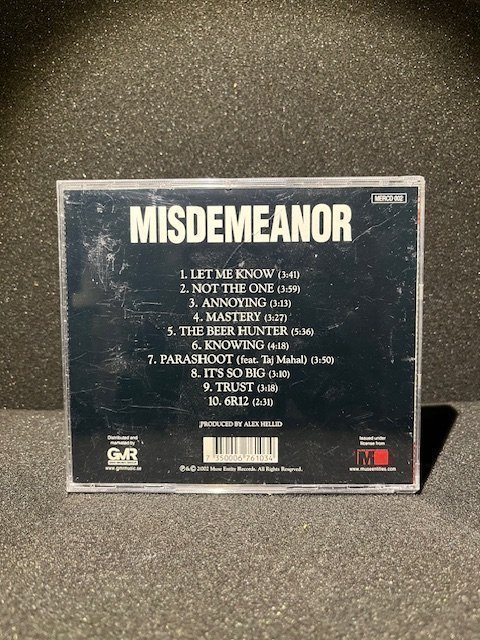 MERCD 002
MISDEMEANOR
1. LET ME KNOW (3:41)
2. NOT THE ONE (3:59)
3. ANNOYING (3:13)
4. MASTERY (3:27)
5. THE BEER HUNTER (5:36)
6. KNOWING (4:18)
7. PARASHOOT (feat. Taj Mahal) (3:50)
8. IT'S SO BIG (3:10)
9. TRUST (3:18)
10. 6R12 (2:31)
PRODUCED BY ALEX HELLID
Distributed and
marketed by
GMR
www.gmrmusic.se
7 350006 761034
℗&© 2002 Muse Entity Records. All Rights Reserved.
Issued under
license from
M
www.museentities.com